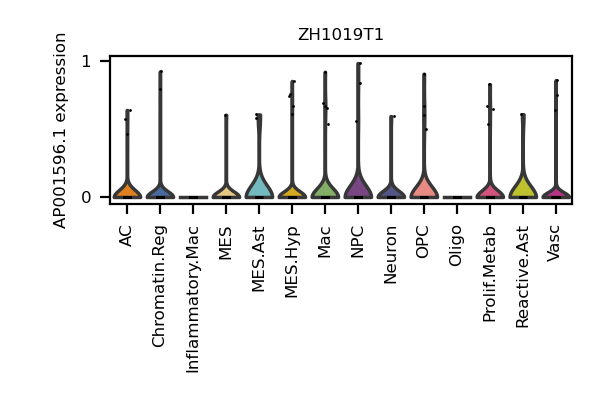 ZH1019T1
AP001596.1 expression
1
0
AC
Chromatin.Reg
Inflammatory.Mac
MES
MES.Ast
MES.Hyp
Mac
NPC
Neuron
OPC
Oligo
Prolif.Metab
Reactive.Ast
Vasc